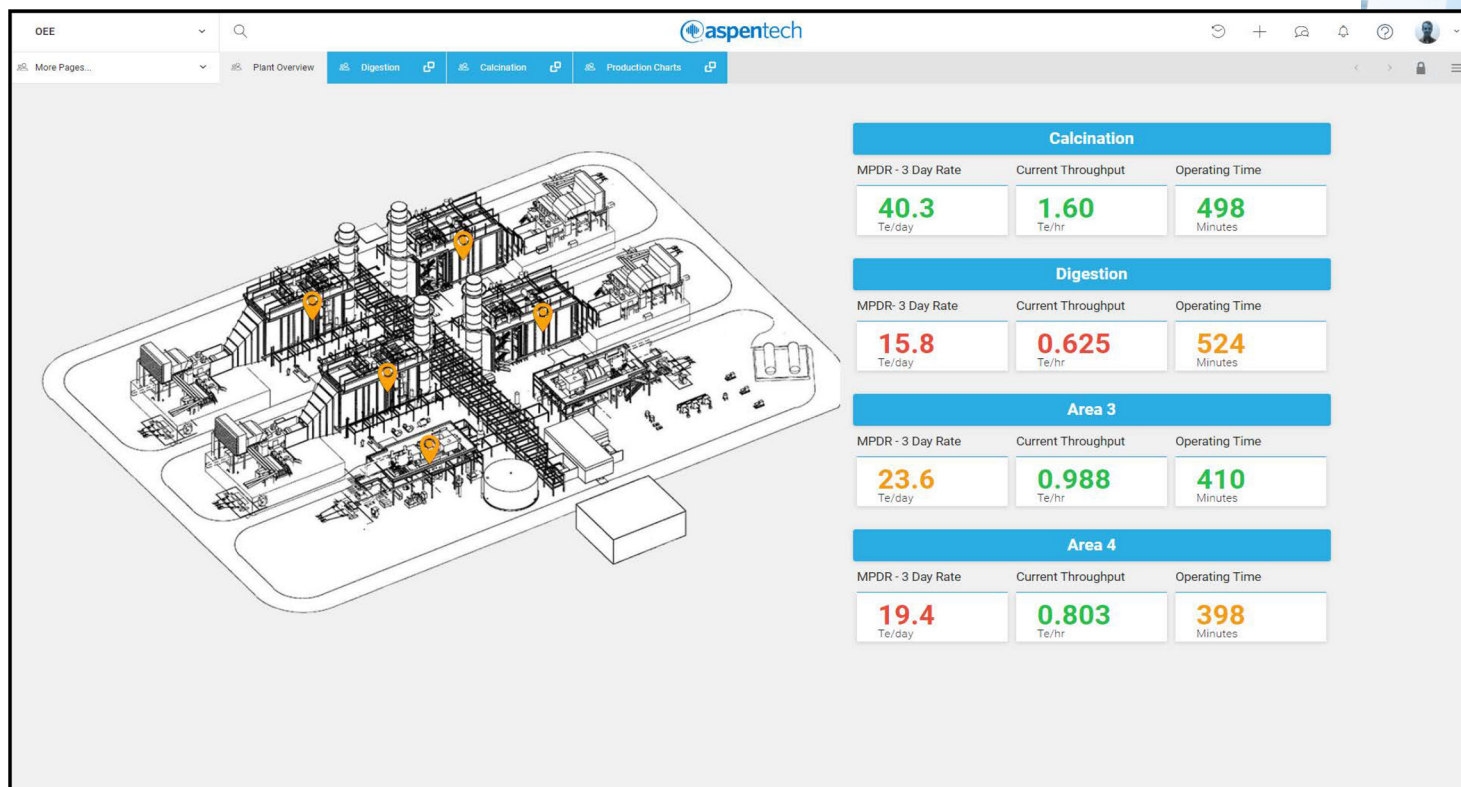 OEE
aspentech
More Pages...
Plant Overview
Digestion
Calcination
Production Charts
Calcination
MPDR - 3 Day Rate Current Throughput Operating Time
40.3 1.60 498
Te/day Te/hr Minutes
Digestion
MPDR- 3 Day Rate Current Throughput Operating Time
15.8 0.625 524
Te/day Te/hr Minutes
Area 3
MPDR - 3 Day Rate Current Throughput Operating Time
23.6 0.988 410
Te/day Te/hr Minutes
Area 4
MPDR - 3 Day Rate Current Throughput Operating Time
19.4 0.803 398
Te/day Te/hr Minutes